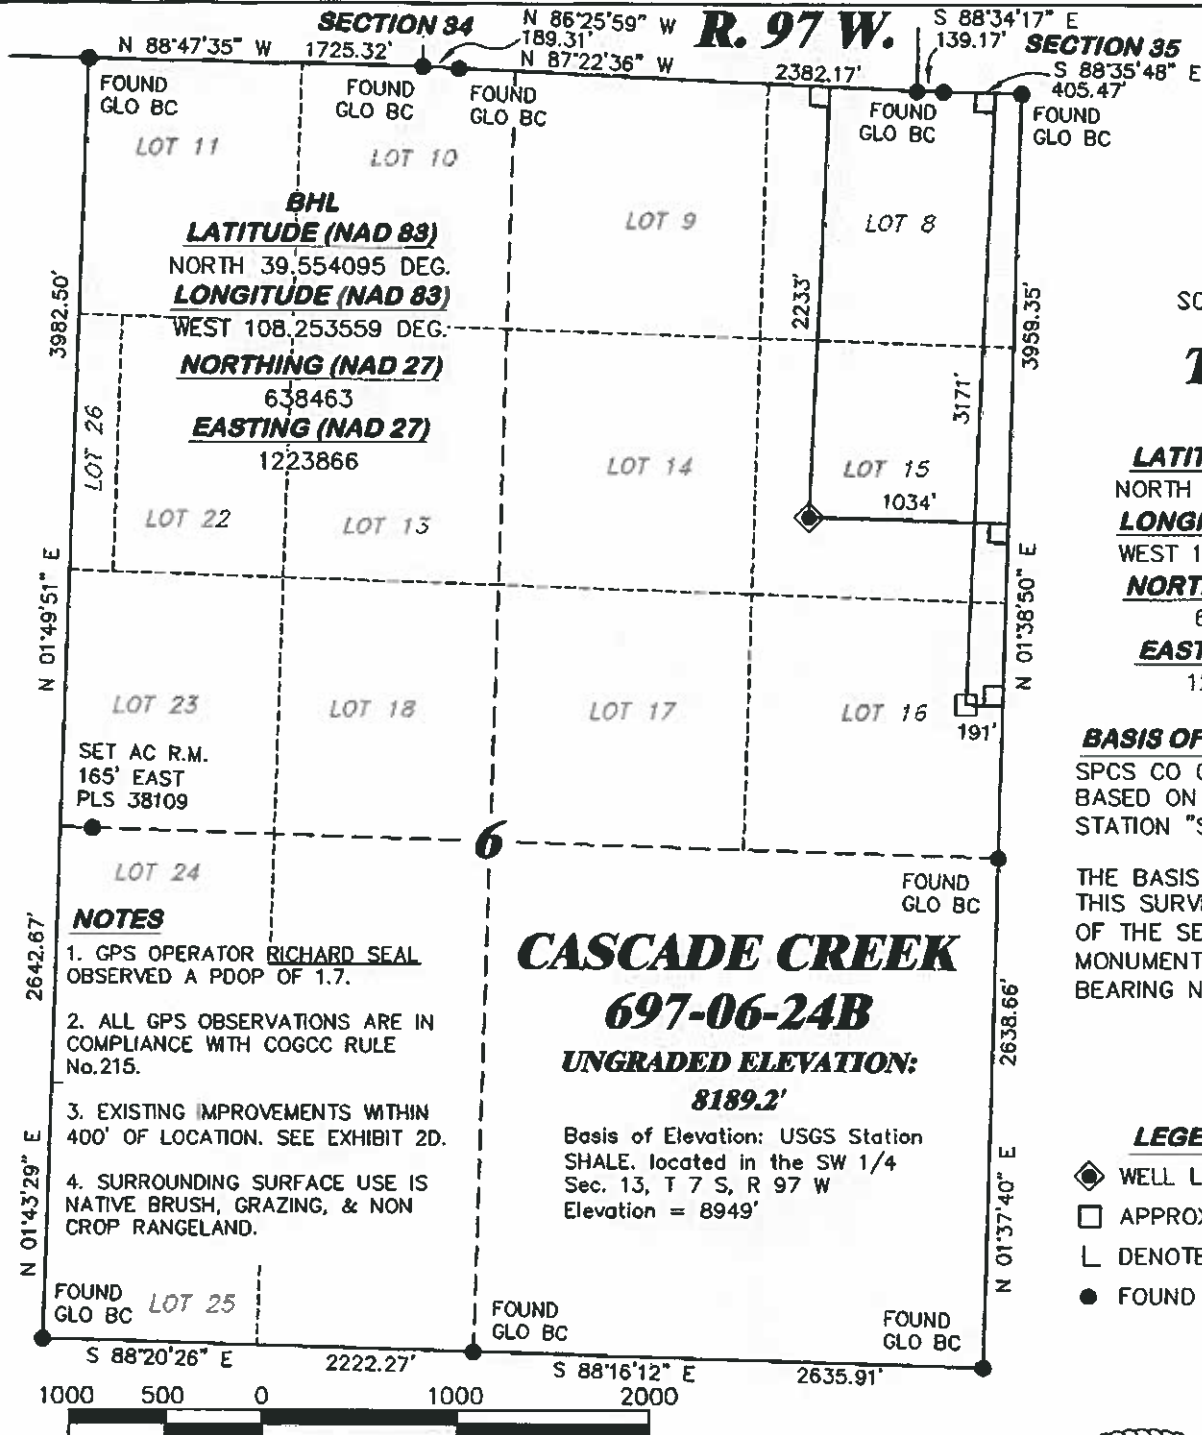 SECTION 34
N 86°25'59" W
189.31'
R. 97 W.
S 88°34'17" E
139.17'
SECTION 35
N 88°47'35" W 1725.32'
N 87°22'36" W 2382.17'
S 88°35'48" E
405.47'
FOUND
GLO BC
FOUND
GLO BC
FOUND
GLO BC
FOUND
GLO BC
FOUND
GLO BC
LOT 11
LOT 10
LOT 9
LOT 8
BHL
LATITUDE (NAD 83)
NORTH 39.554095 DEG.
LONGITUDE (NAD 83)
WEST 108.253559 DEG.
NORTHING (NAD 27)
638463
EASTING (NAD 27)
1223866
3982.50'
2233'
3959.35'
3171'
LOT 26
LOT 22
LOT 13
LOT 14
LOT 15
1034'
N 01°49'51" E
N 01°38'50" E
LOT 23
LOT 18
LOT 17
LOT 16
191'
SET AC R.M.
165' EAST
PLS 38109
6
LOT 24
FOUND
GLO BC
NOTES
1. GPS OPERATOR RICHARD SEAL
OBSERVED A PDOP OF 1.7.
2. ALL GPS OBSERVATIONS ARE IN
COMPLIANCE WITH COGCC RULE
No.215.
3. EXISTING IMPROVEMENTS WITHIN
400' OF LOCATION. SEE EXHIBIT 2D.
4. SURROUNDING SURFACE USE IS
NATIVE BRUSH, GRAZING, & NON
CROP RANGELAND.
2642.67'
N 01°43'29" E
CASCADE CREEK
697-06-24B
UNGRADED ELEVATION:
8189.2'
Basis of Elevation: USGS Station
SHALE. located in the SW 1/4
Sec. 13, T 7 S, R 97 W
Elevation = 8949'
2638.66'
N 01°37'40" E
FOUND
GLO BC
LOT 25
FOUND
GLO BC
FOUND
GLO BC
S 88°20'26" E 2222.27'
S 88°16'12" E 2635.91'
1000 500 0 1000 2000
SC
T
LATIT
NORTH
LONGI
WEST 1
NORT
6
EAST
BASIS OF
SPCS CO
BASED ON
STATION "S
THE BASIS
THIS SURVE
OF THE SE
MONUMENT
BEARING N
LEGE
WELL L
APPROX
DENOTE
FOUND